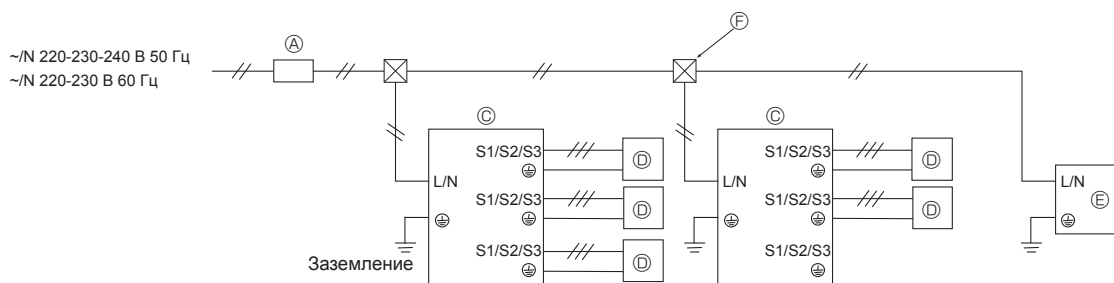 Ⓕ
~/N 220-230-240 В 50 Гц
Ⓐ
~/N 220-230 В 60 Гц
Ⓒ Ⓒ
S1/S2/S3 Ⓓ S1/S2/S3 Ⓓ
L/N L/N L/N
S1/S2/S3 Ⓓ S1/S2/S3 Ⓓ Ⓔ
Заземление
S1/S2/S3 Ⓓ S1/S2/S3